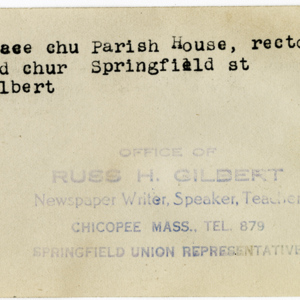 ace chu Parish House, recto
d chur Springfield st
lbert
OFFICE OF
RUSS H. GILBERT
Newspaper Writer, Speaker, Teacher
CHICOPEE MASS., TEL. 879
SPRINGFIELD UNION REPRESENTATIVE